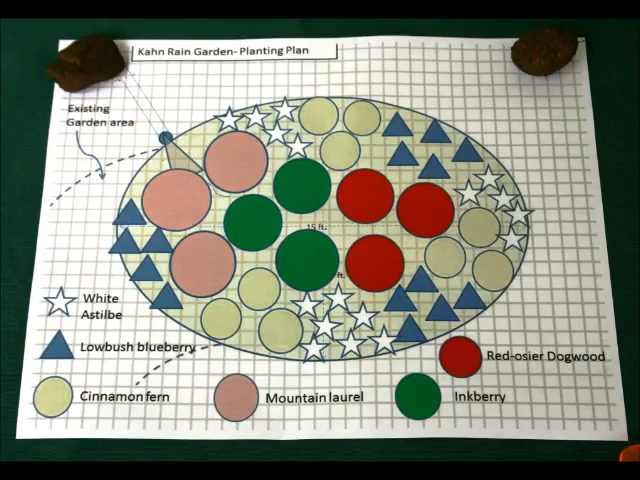 Kahn Rain Garden- Planting Plan
Existing
Garden area
15 ft.
ft.
White
Astilbe
Lowbush blueberry
Red-osier Dogwood
Cinnamon fern
Mountain laurel
Inkberry